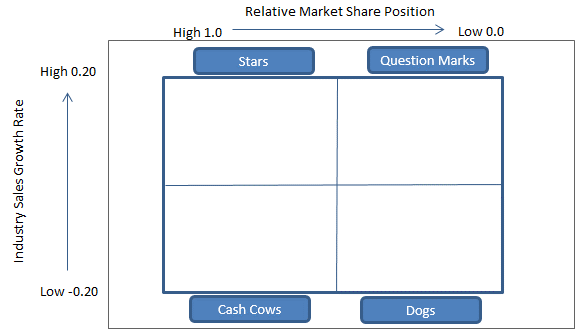 Relative Market Share Position
High 1.0
Low 0.0
Stars
Question Marks
High 0.20
Industry Sales Growth Rate
Low -0.20
Cash Cows
Dogs